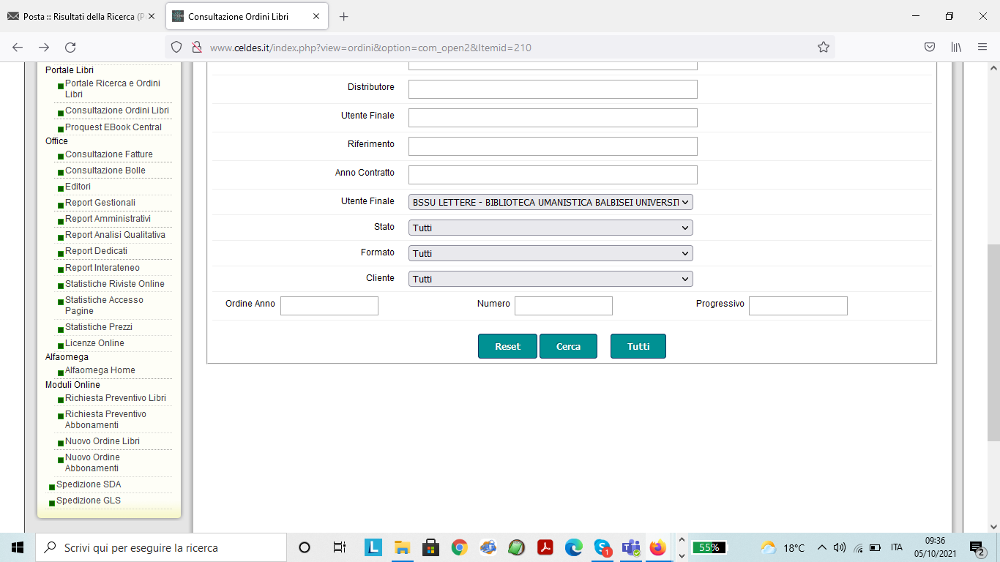 Posta :: Risultati della Ricerca (P
Consultazione Ordini Libri
www.celdes.it/index.php?view=ordini&option=com_open2&Itemid=210
Portale Libri
Portale Ricerca e Ordini
Libri
Consultazione Ordini Libri
Proquest EBook Central
Office
Consultazione Fatture
Consultazione Bolle
Editori
Report Gestionali
Report Amministrativi
Report Analisi Qualitativa
Report Dedicati
Report Interateneo
Statistiche Riviste Online
Statistiche Accesso
Pagine
Statistiche Prezzi
Licenze Online
Alfaomega
Alfaomega Home
Moduli Online
Richiesta Preventivo Libri
Richiesta Preventivo
Abbonamenti
Nuovo Ordine Libri
Nuovo Ordine
Abbonamenti
Spedizione SDA
Spedizione GLS
Distributore
Utente Finale
Riferimento
Anno Contratto
Utente Finale BSSU LETTERE - BIBLIOTECA UMANISTICA BALBISEI UNIVERSIT
Stato Tutti
Formato Tutti
Cliente Tutti
Ordine Anno Numero Progressivo
Reset Cerca Tutti
Scrivi qui per eseguire la ricerca
L
1
55%
18°C
ITA
09:36
05/10/2021
2